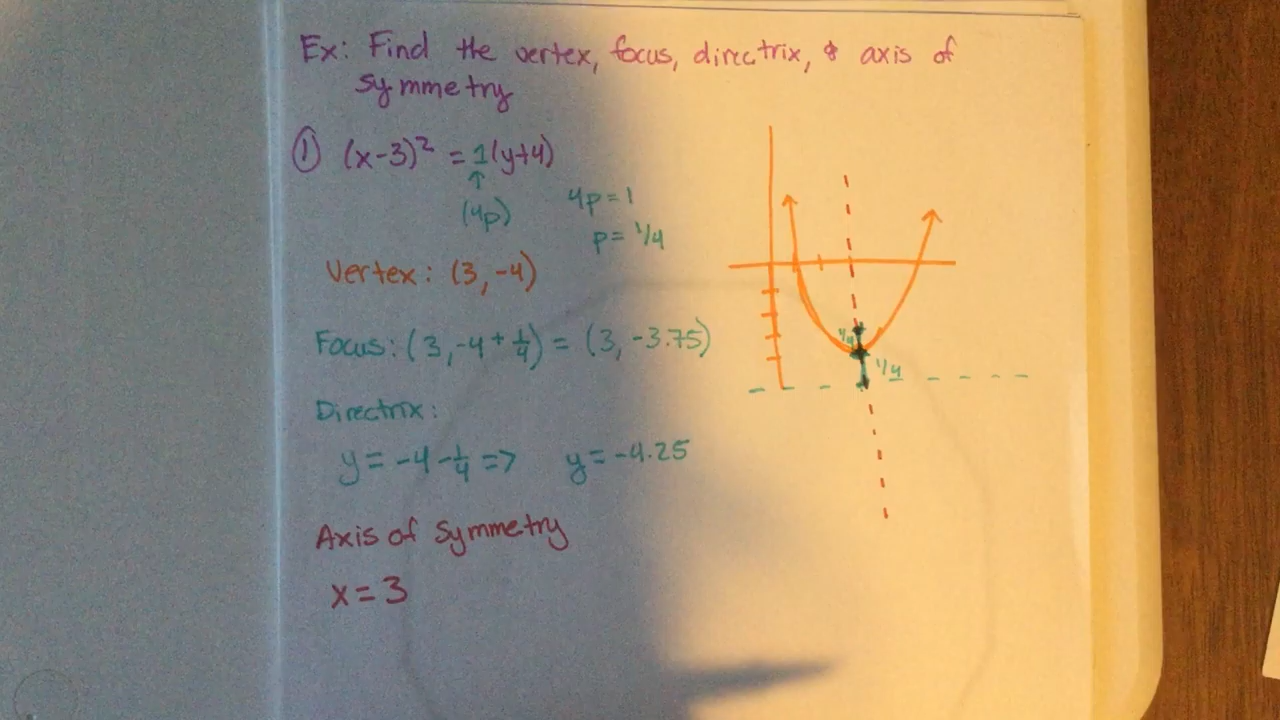 Ex: Find the vertex, focus, directrix, & axis of
symmetry
① (x-3)² = 1(y+4)
↑
(4p)
4p = 1
p = 1/4
Vertex: (3, -4)
Focus: (3, -4 + 1/4) = (3, -3.75)
Directrix:
y = -4 - 1/4 => y = -4.25
Axis of Symmetry
x = 3
1/4
1/4